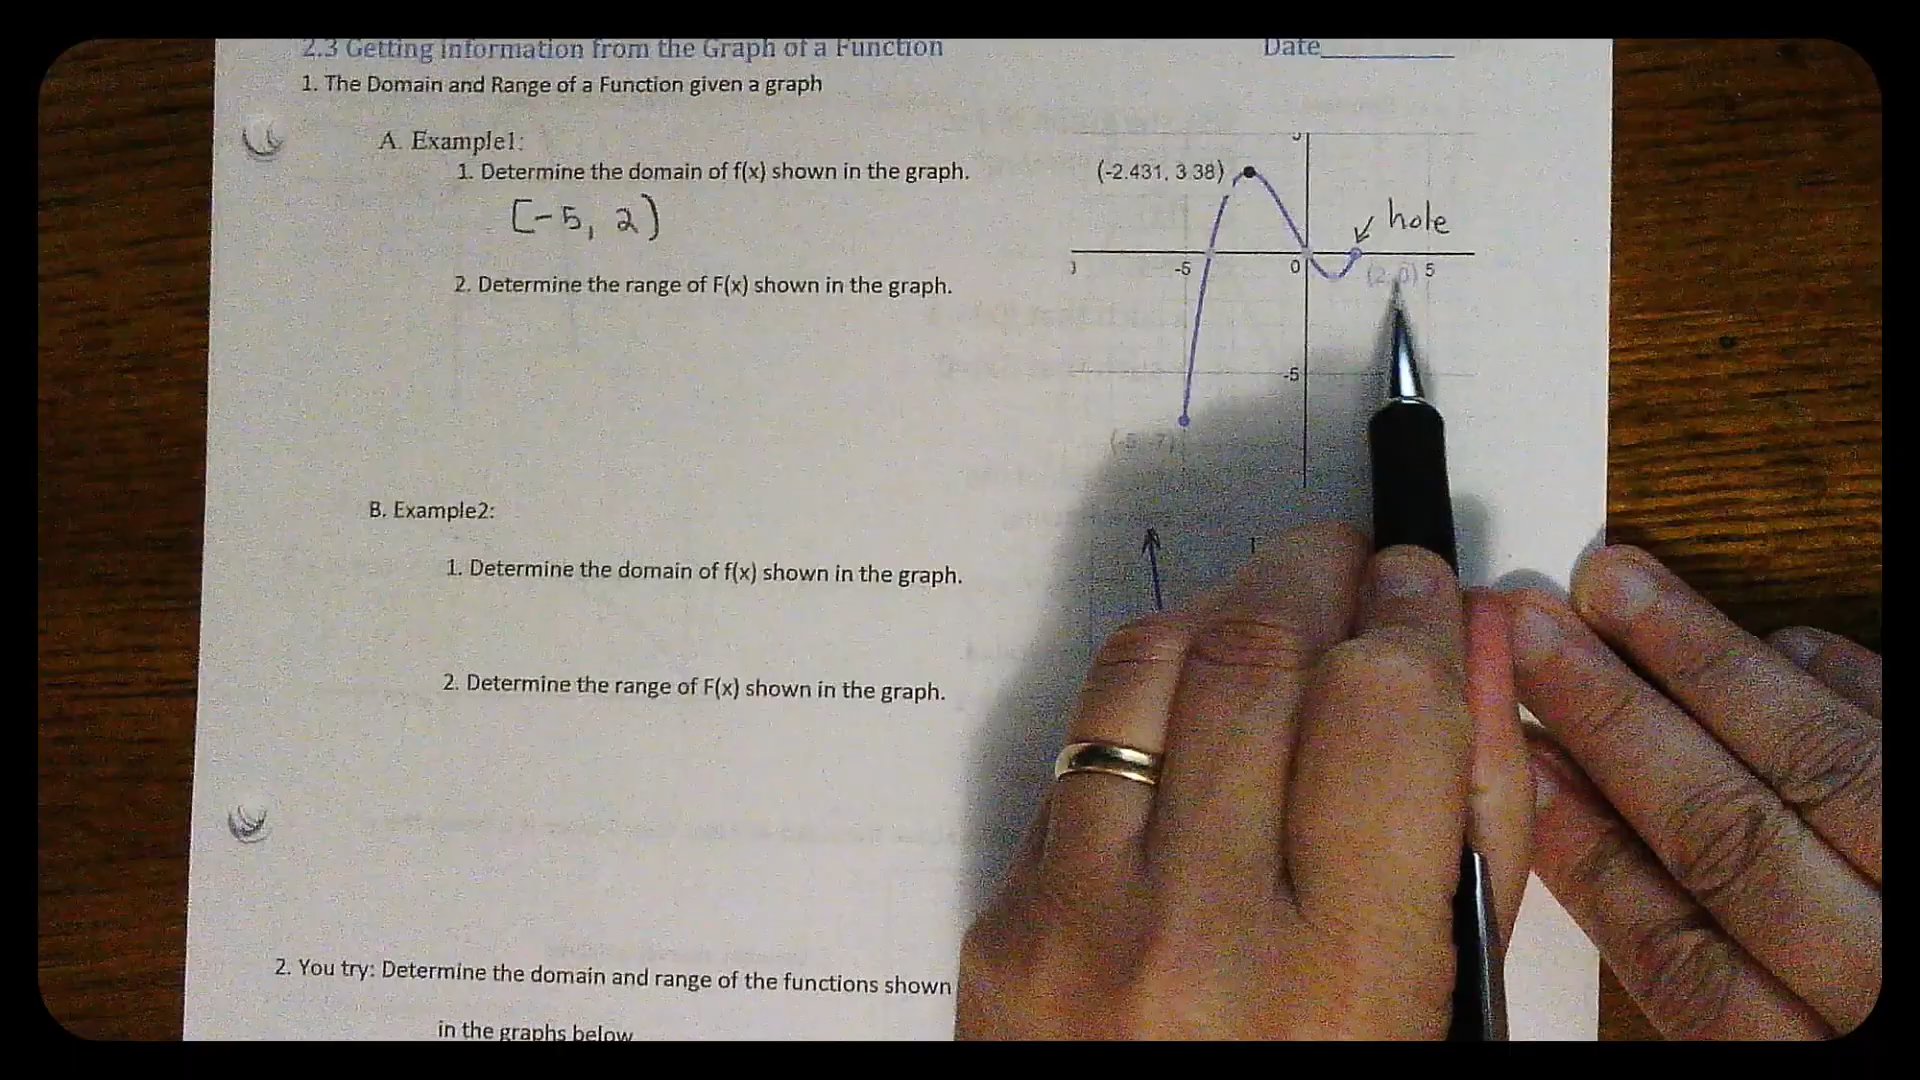 2.3 Getting information from the Graph of a Function
Date
1. The Domain and Range of a Function given a graph
A. Example1:
1. Determine the domain of f(x) shown in the graph.
[-5, 2)
2. Determine the range of F(x) shown in the graph.
(-2.431, 3.38)
hole
-5
0
(2, 0)
5
-5
(-5, -7)
B. Example2:
1. Determine the domain of f(x) shown in the graph.
2. Determine the range of F(x) shown in the graph.
2. You try: Determine the domain and range of the functions shown
in the graphs below